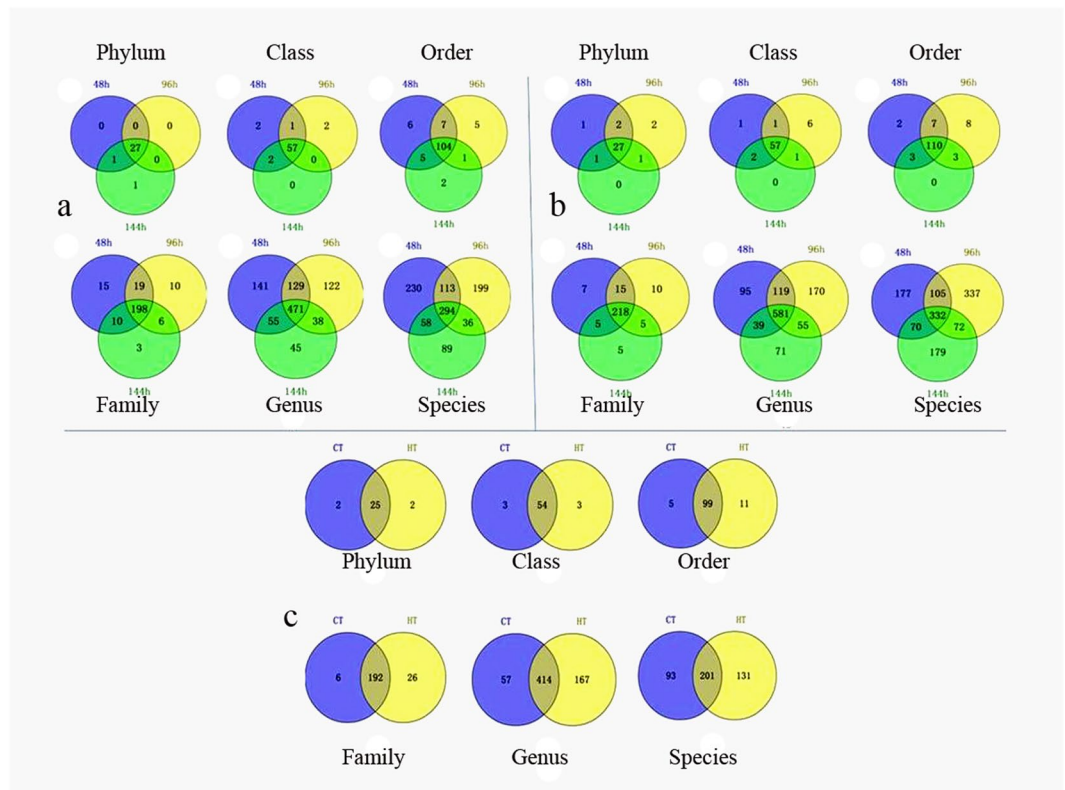 Phylum Class Order Phylum Class Order
48h 96h 48h 96h 48h 96h 48h 96h 48h 96h 48h 96h
0 0 0 2 1 2 6 7 5 1 2 2 1 1 6 2 7 8
27 57 104 27 57 110
1 0 2 0 5 1 1 1 2 1 3 3
1 0 2 0 0 0
a b
144h 144h 144h 144h 144h 144h
48h 96h 48h 96h 48h 96h 48h 96h 48h 96h 48h 96h
15 19 10 141 129 122 230 113 199 7 15 10 95 119 170 177 105 337
198 471 294 218 581 332
10 6 55 38 58 36 5 5 39 55 70 72
3 45 89 5 71 179
144h 144h 144h 144h 144h 144h
Family Genus Species Family Genus Species
CT HT CT HT CT HT
2 25 2 3 54 3 5 99 11
Phylum Class Order
c
CT HT CT HT CT HT
6 192 26 57 414 167 93 201 131
Family Genus Species